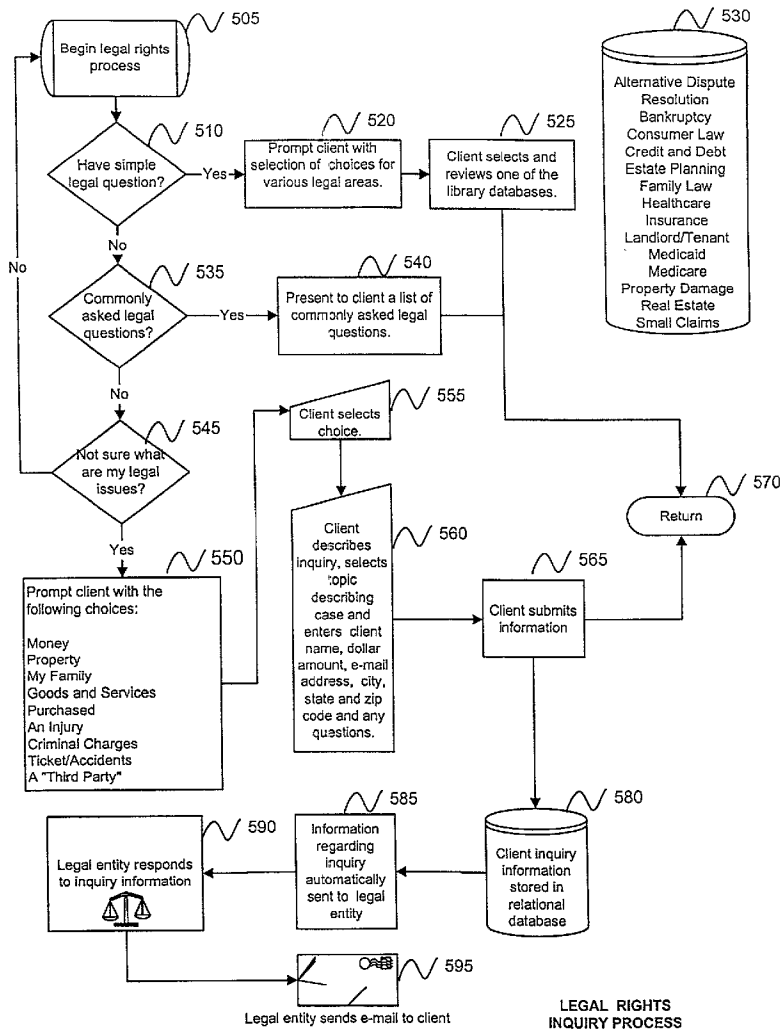 505
Begin legal rights
process
530
Alternative Dispute
Resolution
Bankruptcy
Consumer Law
Credit and Debt
Estate Planning
Family Law
Healthcare
Insurance
Landlord/Tenant
Medicaid
Medicare
Property Damage
Real Estate
Small Claims
510
Have simple
legal question?
Yes
520
Prompt client with
selection of choices for
various legal areas.
525
Client selects and
reviews one of the
library databases.
No
No
535
Commonly
asked legal
questions?
Yes
540
Present to client a list of
commonly asked legal
questions.
No
545
Not sure what
are my legal
issues?
Yes
555
Client selects
choice.
570
Return
550
Prompt client with the
following choices:
Money
Property
My Family
Goods and Services
Purchased
An Injury
Criminal Charges
Ticket/Accidents
A "Third Party"
560
Client
describes
inquiry, selects
topic
describing
case and
enters client
name, dollar
amount, e-mail
address, city,
state and zip
code and any
questions.
565
Client submits
information
580
Client inquiry
information
stored in
relational
database
585
Information
regarding
inquiry
automatically
sent to legal
entity
590
Legal entity responds
to inquiry information
595
Legal entity sends e-mail to client
LEGAL RIGHTS
INQUIRY PROCESS